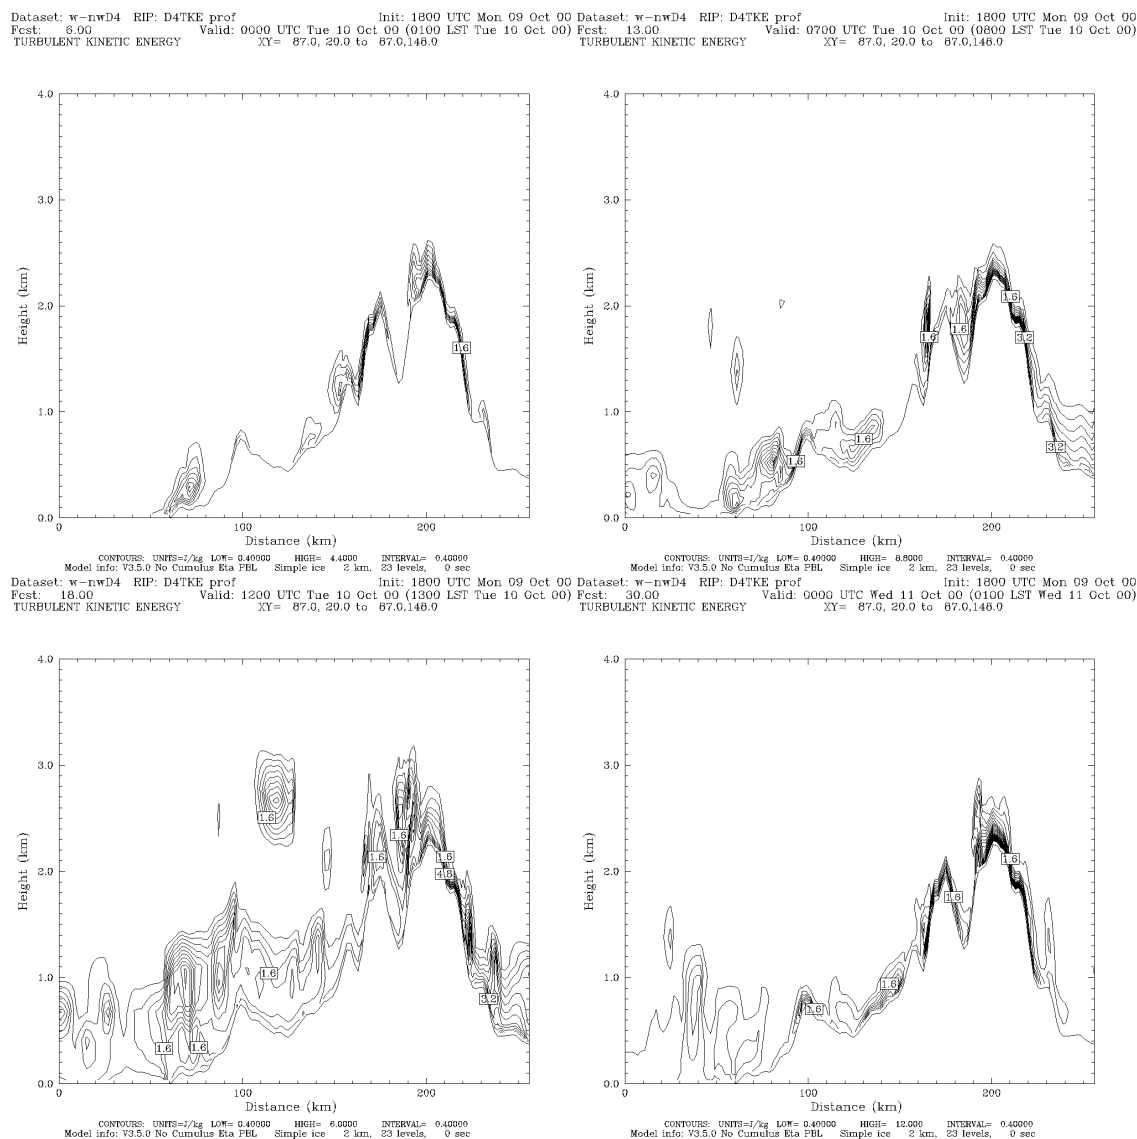 Dataset: w-nwD4 RIP: D4TKE prof Init: 1800 UTC Mon 09 Oct 00
Fcst: 6.00 Valid: 0000 UTC Tue 10 Oct 00 (0100 LST Tue 10 Oct 00)
TURBULENT KINETIC ENERGY XY= 87.0, 20.0 to 87.0,148.0
4.0
3.0
2.0
1.0
0.0
Height (km)
1.6
0 100 200
Distance (km)
CONTOURS: UNITS=J/kg LOW= 0.40000 HIGH= 4.4000 INTERVAL= 0.40000
Model info: V3.5.0 No Cumulus Eta PBL Simple ice 2 km, 23 levels, 0 sec
Dataset: w-nwD4 RIP: D4TKE prof Init: 1800 UTC Mon 09 Oct 00
Fcst: 13.00 Valid: 0700 UTC Tue 10 Oct 00 (0800 LST Tue 10 Oct 00)
TURBULENT KINETIC ENERGY XY= 87.0, 20.0 to 87.0,148.0
4.0
3.0
2.0
1.0
0.0
Height (km)
1.6
1.6
1.6
3.2
1.6
1.6
3.2
0 100 200
Distance (km)
CONTOURS: UNITS=J/kg LOW= 0.40000 HIGH= 8.8000 INTERVAL= 0.40000
Model info: V3.5.0 No Cumulus Eta PBL Simple ice 2 km, 23 levels, 0 sec
Dataset: w-nwD4 RIP: D4TKE prof Init: 1800 UTC Mon 09 Oct 00
Fcst: 18.00 Valid: 1200 UTC Tue 10 Oct 00 (1300 LST Tue 10 Oct 00)
TURBULENT KINETIC ENERGY XY= 87.0, 20.0 to 87.0,148.0
4.0
3.0
2.0
1.0
0.0
Height (km)
1.6
1.6
1.6
1.6
4.8
1.6
3.2
1.6
1.6
0 100 200
Distance (km)
CONTOURS: UNITS=J/kg LOW= 0.40000 HIGH= 6.0000 INTERVAL= 0.40000
Model info: V3.5.0 No Cumulus Eta PBL Simple ice 2 km, 23 levels, 0 sec
Dataset: w-nwD4 RIP: D4TKE prof Init: 1800 UTC Mon 09 Oct 00
Fcst: 30.00 Valid: 0000 UTC Wed 11 Oct 00 (0100 LST Wed 11 Oct 00)
TURBULENT KINETIC ENERGY XY= 87.0, 20.0 to 87.0,148.0
4.0
3.0
2.0
1.0
0.0
Height (km)
1.6
1.6
1.6
1.6
0 100 200
Distance (km)
CONTOURS: UNITS=J/kg LOW= 0.40000 HIGH= 12.000 INTERVAL= 0.40000
Model info: V3.5.0 No Cumulus Eta PBL Simple ice 2 km, 23 levels, 0 sec